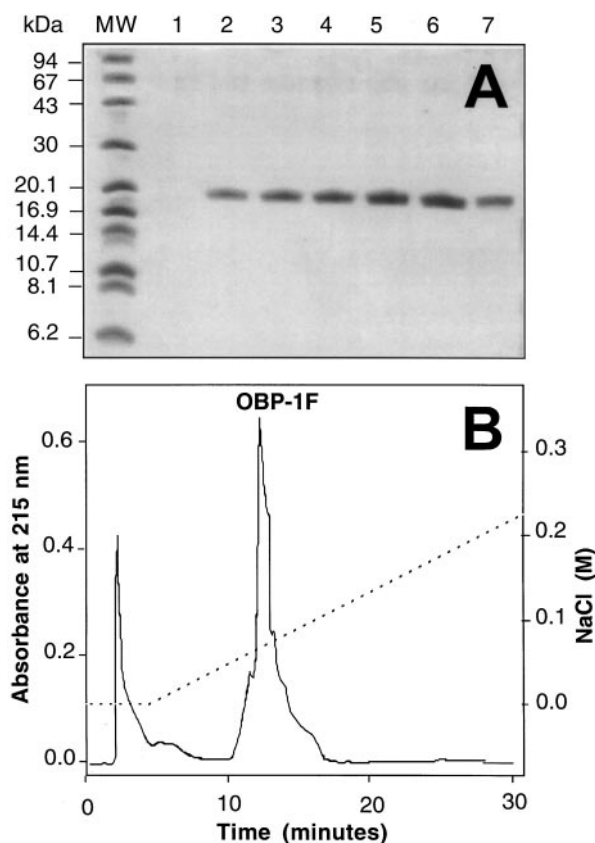 kDa MW 1 2 3 4 5 6 7
A
94
67
43
30
20.1
16.9
14.4
10.7
8.1
6.2
OBP-1F
B
Absorbance at 215 nm
0.6
0.4
0.2
0.0
0.3
0.2
0.1
0.0
NaCl (M)
0 10 20 30
Time (minutes)